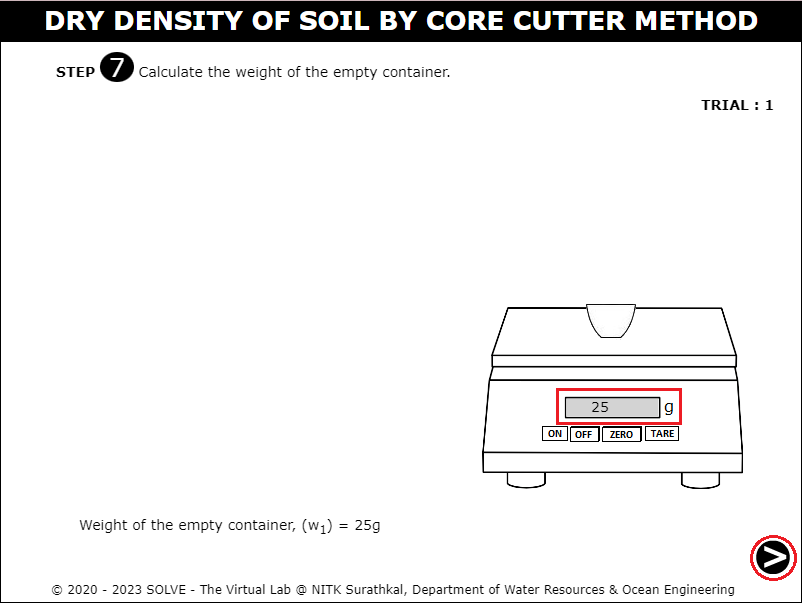 DRY DENSITY OF SOIL BY CORE CUTTER METHOD
STEP 7 Calculate the weight of the empty container.
TRIAL : 1
25 g
ON OFF ZERO TARE
Weight of the empty container, (w1) = 25g
>
© 2020 - 2023 SOLVE - The Virtual Lab @ NITK Surathkal, Department of Water Resources & Ocean Engineering